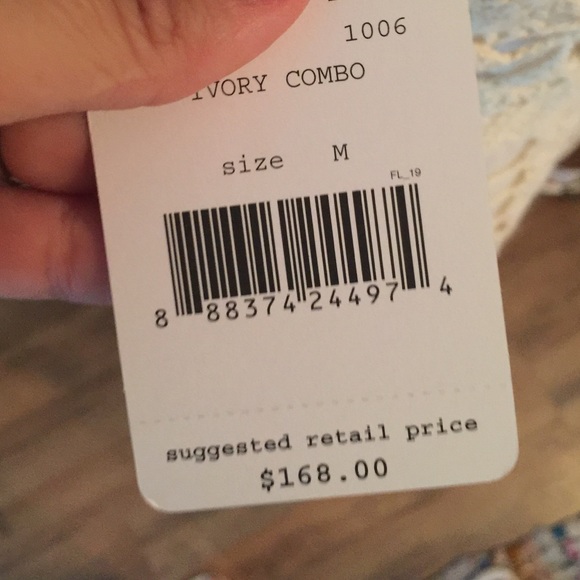 1006
IVORY COMBO
size M
FL_19
8 88374 24497 4
suggested retail price
$168.00